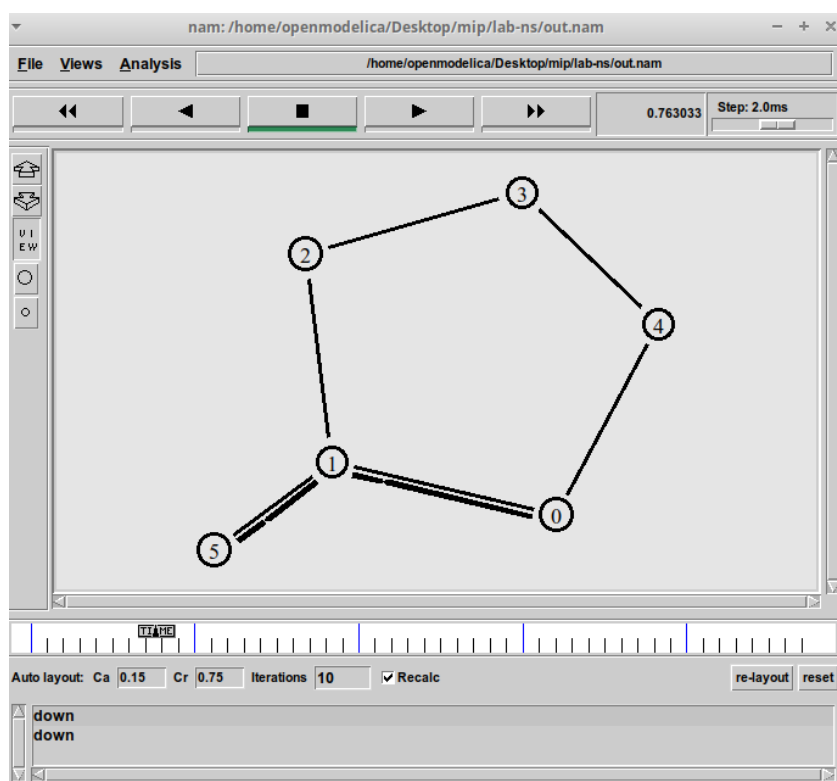 nam: /home/openmodelica/Desktop/mip/lab-ns/out.nam
File Views Analysis /home/openmodelica/Desktop/mip/lab-ns/out.nam
0.763033 Step: 2.0ms
V I
E W
3
2
4
1
0
5
TIME
Auto layout: Ca 0.15 Cr 0.75 Iterations 10 Recalc re-layout reset
down
down